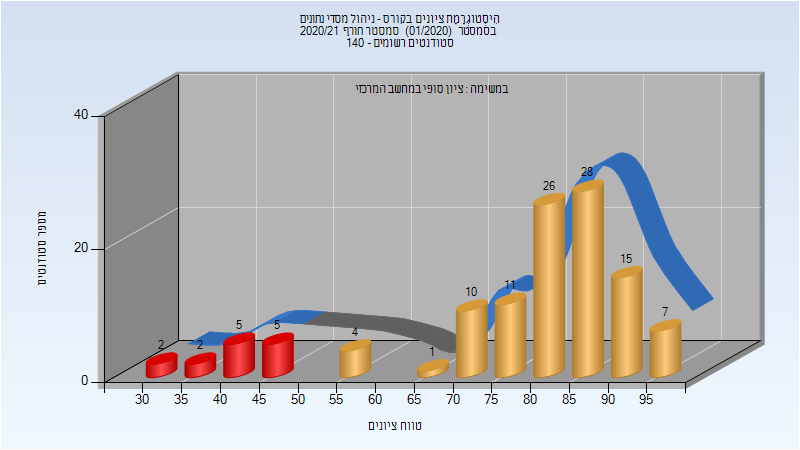 היסטוגרמת ציונים בקורס - ניהול מסדי נתונים
בסמסטר (01/2020) סמסטר חורף 2020/21
סטודנטים רשומים - 140
במשימה : ציון סופי במחשב המרכזי
מספר סטודנטים
40
20
0
2
2
5
5
4
1
10
11
26
28
15
7
30 35 40 45 50 55 60 65 70 75 80 85 90 95
טווח ציונים